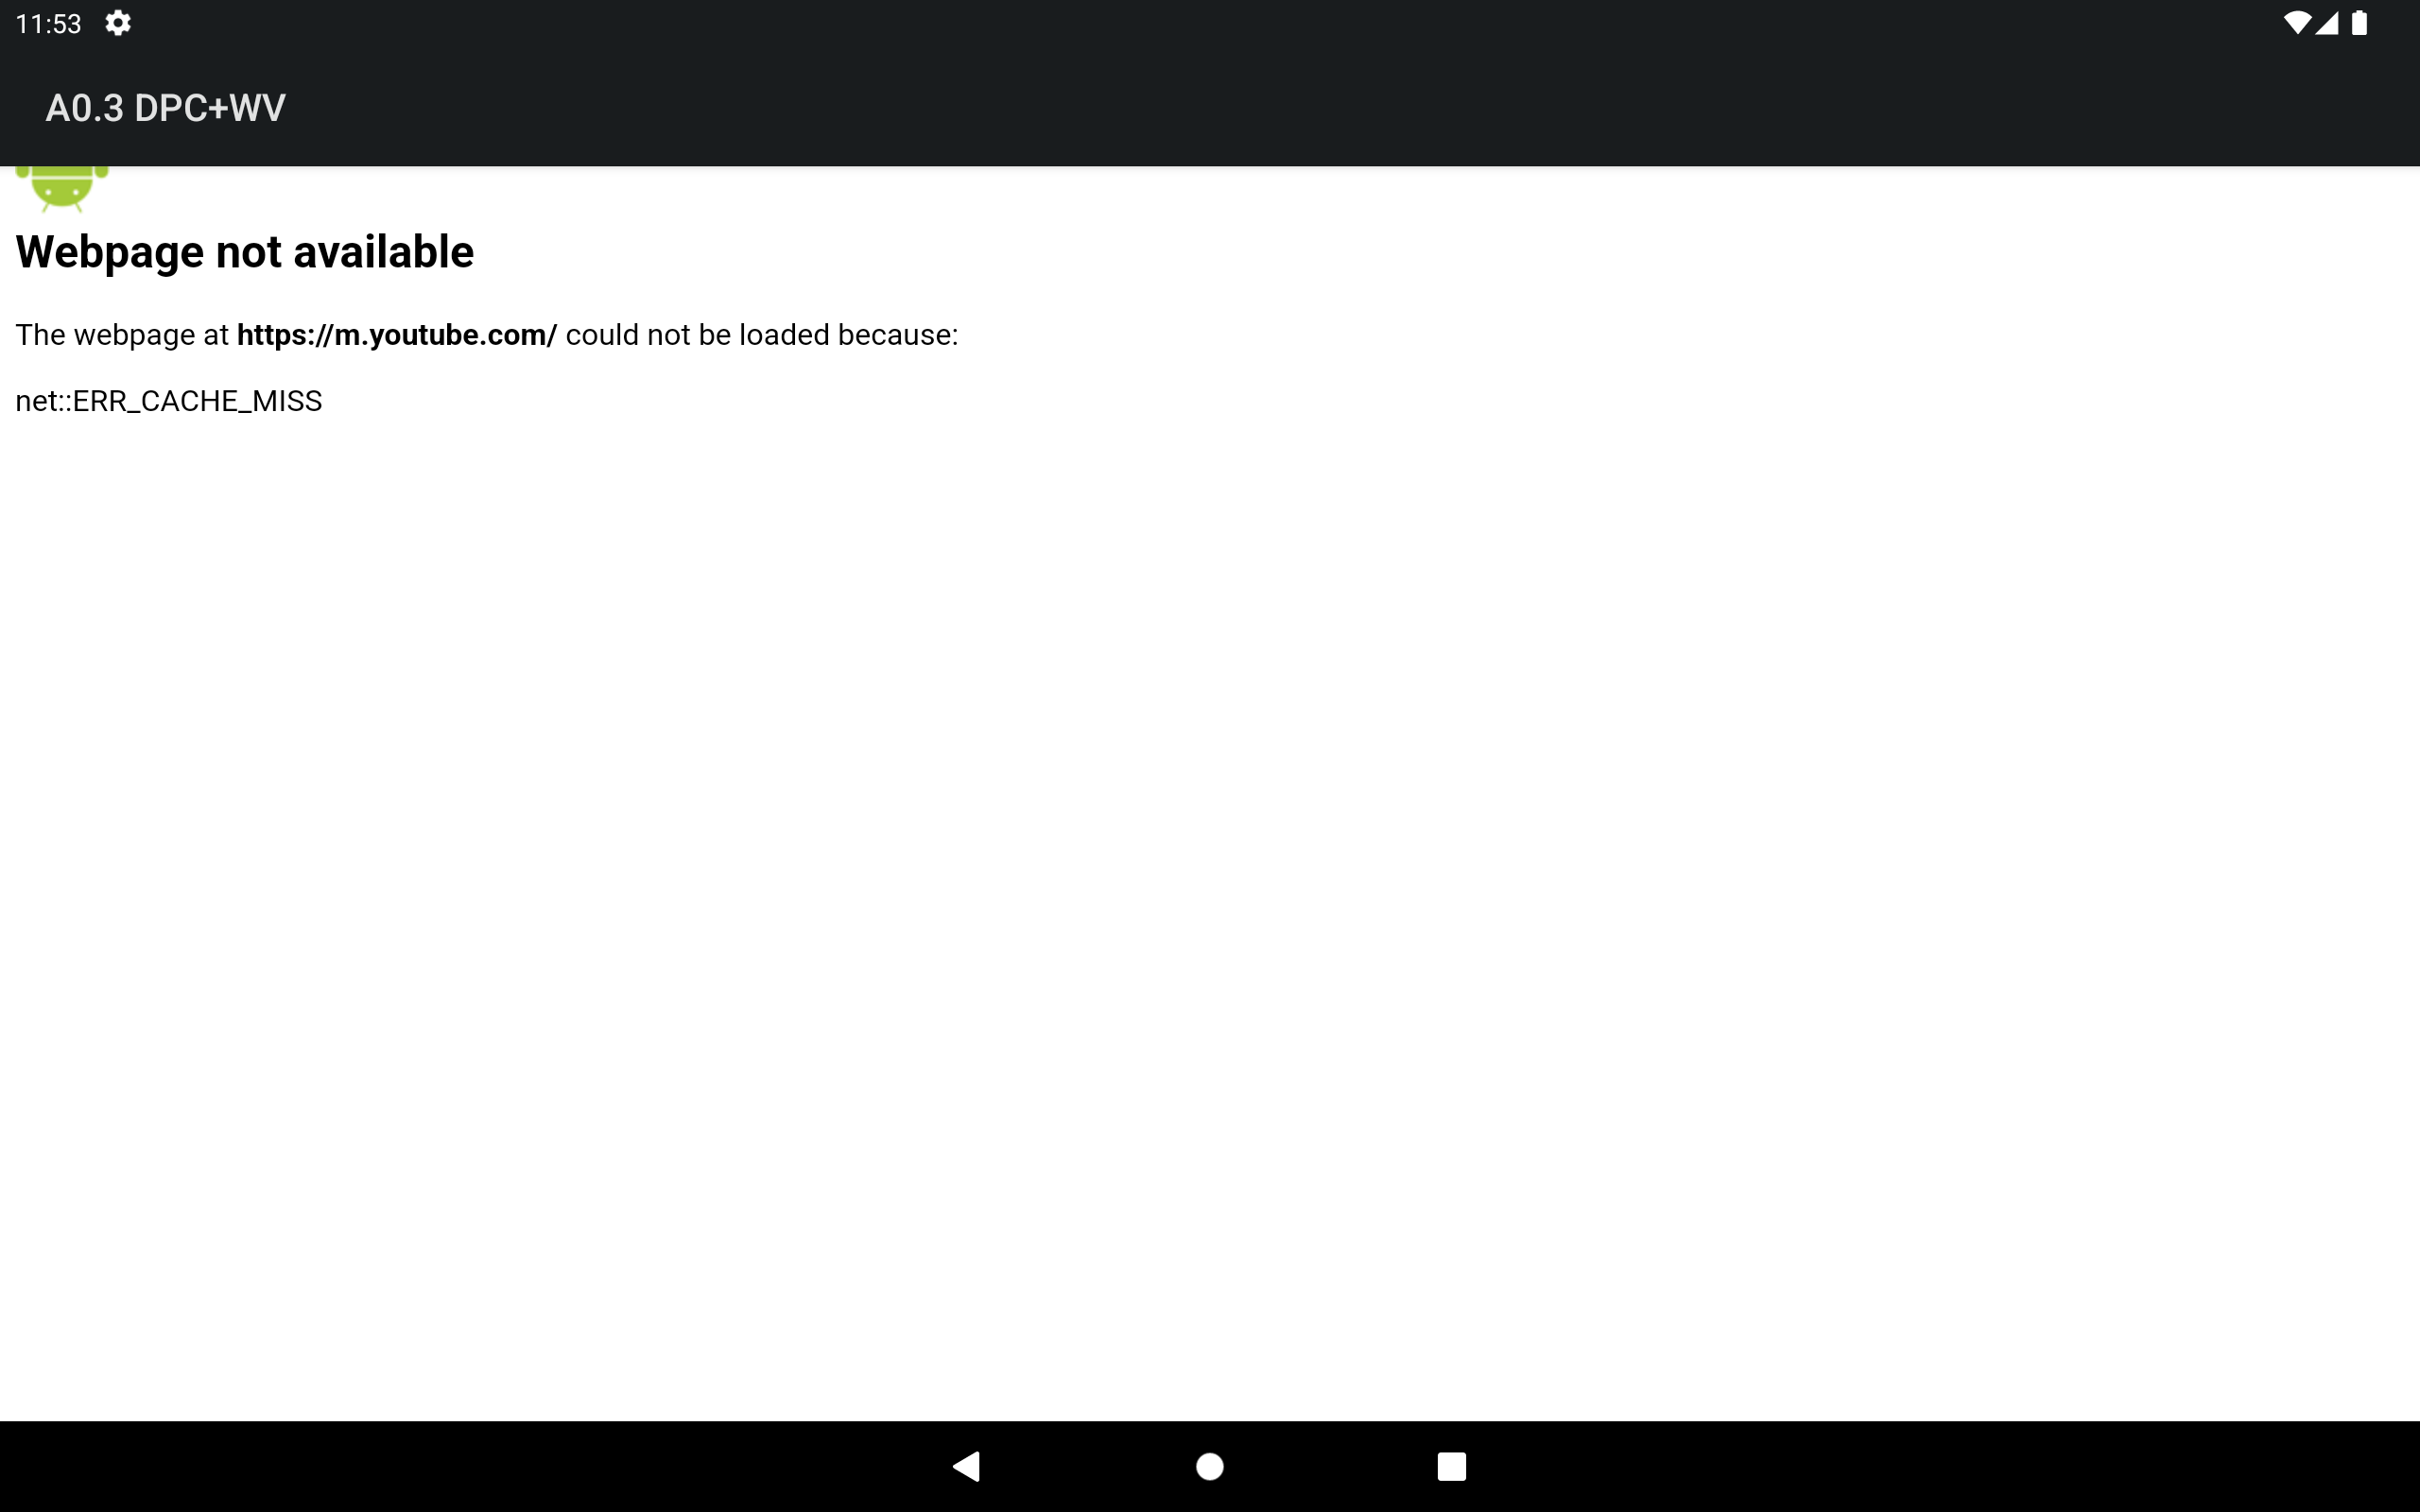 11:53
A0.3 DPC+WV
Webpage not available
The webpage at https://m.youtube.com/ could not be loaded because:
net::ERR_CACHE_MISS